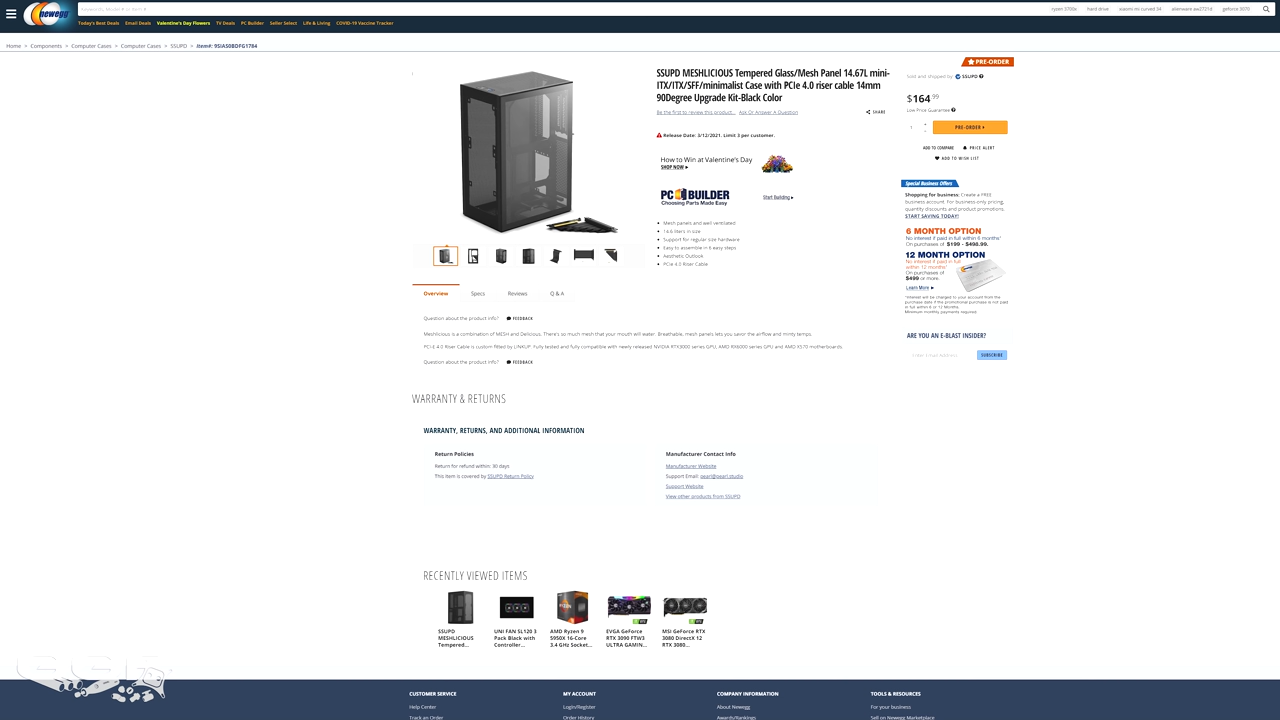 newegg
ryzen 3700x hard drive xiaomi mi curved 34 alienware aw2721d geforce 3070
Today's Best Deals Email Deals Valentine's Day Flowers TV Deals PC Builder Seller Select Life & Living COVID-19 Vaccine Tracker
Home > Components > Computer Cases > Computer Cases > SSUPD > Item#: 9SIAS0BDFG1784
PRE-ORDER
SSUPD MESHLICIOUS Tempered Glass/Mesh Panel 14.67L mini-
ITX/ITX/SFF/minimalist Case with PCIe 4.0 riser cable 14mm
90Degree Upgrade Kit-Black Color
Be the first to review this product... Ask Or Answer A Question
SHARE
Release Date: 3/12/2021. Limit 3 per customer.
How to Win at Valentine's Day
SHOP NOW
PC BUILDER
Choosing Parts Made Easy
Start Building
Mesh panels and well ventilated
14.6 liters in size
Support for regular size hardware
Easy to assemble in 6 easy steps
Aesthetic Outlook
PCIe 4.0 Riser Cable
Sold and shipped by: SSUPD
$164.99
Low Price Guarantee
1
PRE-ORDER
ADD TO COMPARE PRICE ALERT
ADD TO WISH LIST
Special Business Offers
Shopping for business: Create a FREE
business account. For business-only pricing,
quantity discounts and product promotions.
START SAVING TODAY!
6 MONTH OPTION
No interest if paid in full within 6 months*
On purchases of $199 - $498.99.
12 MONTH OPTION
No interest if paid in full
within 12 months*
On purchases of
$499 or more.
Learn More
*Interest will be charged to your account from the
purchase date if the promotional purchase is not paid
in full within 6 or 12 months.
Minimum monthly payments required.
ARE YOU AN E-BLAST INSIDER?
Enter Email Address SUBSCRIBE
Overview Specs Reviews Q & A
Question about the product info? FEEDBACK
Meshlicious is a combination of MESH and Delicious. There's so much mesh that your mouth will water. Breathable, mesh panels lets you savor the airflow and minty temps.
PCI-E 4.0 Riser Cable is custom fitted by LINKUP. Fully tested and fully compatible with newly released NVIDIA RTX3000 series GPU, AMD RX6000 series GPU and AMD X570 motherboards.
Question about the product info? FEEDBACK
WARRANTY & RETURNS
WARRANTY, RETURNS, AND ADDITIONAL INFORMATION
Return Policies
Return for refund within: 30 days
This item is covered by SSUPD Return Policy
Manufacturer Contact Info
Manufacturer Website
Support Email: pearl@pearl.studio
Support Website
View other products from SSUPD
RECENTLY VIEWED ITEMS
SSUPD
MESHLICIOUS
Tempered...
UNI FAN SL120 3
Pack Black with
Controller...
AMD Ryzen 9
5950X 16-Core
3.4 GHz Socket...
EVGA GeForce
RTX 3090 FTW3
ULTRA GAMIN...
MSI GeForce RTX
3080 DirectX 12
RTX 3080...
CUSTOMER SERVICE
Help Center
Track an Order
MY ACCOUNT
Login/Register
Order History
COMPANY INFORMATION
About Newegg
Awards/Rankings
TOOLS & RESOURCES
For your business
Sell on Newegg Marketplace